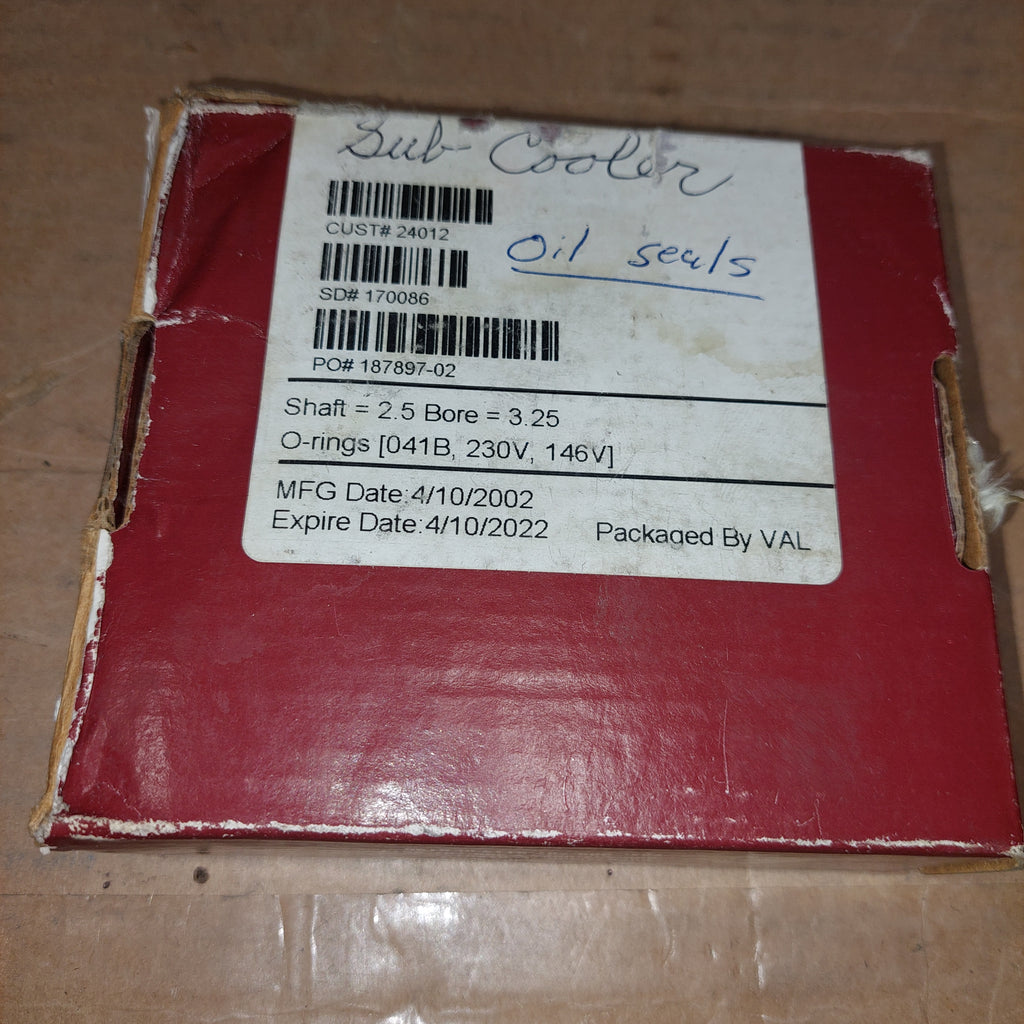 Sub-Cooler
CUST# 24012
Oil seals
SD# 170086
PO# 187897-02
Shaft = 2.5 Bore = 3.25
O-rings [041B, 230V, 146V]
MFG Date:4/10/2002
Expire Date:4/10/2022 Packaged By VAL